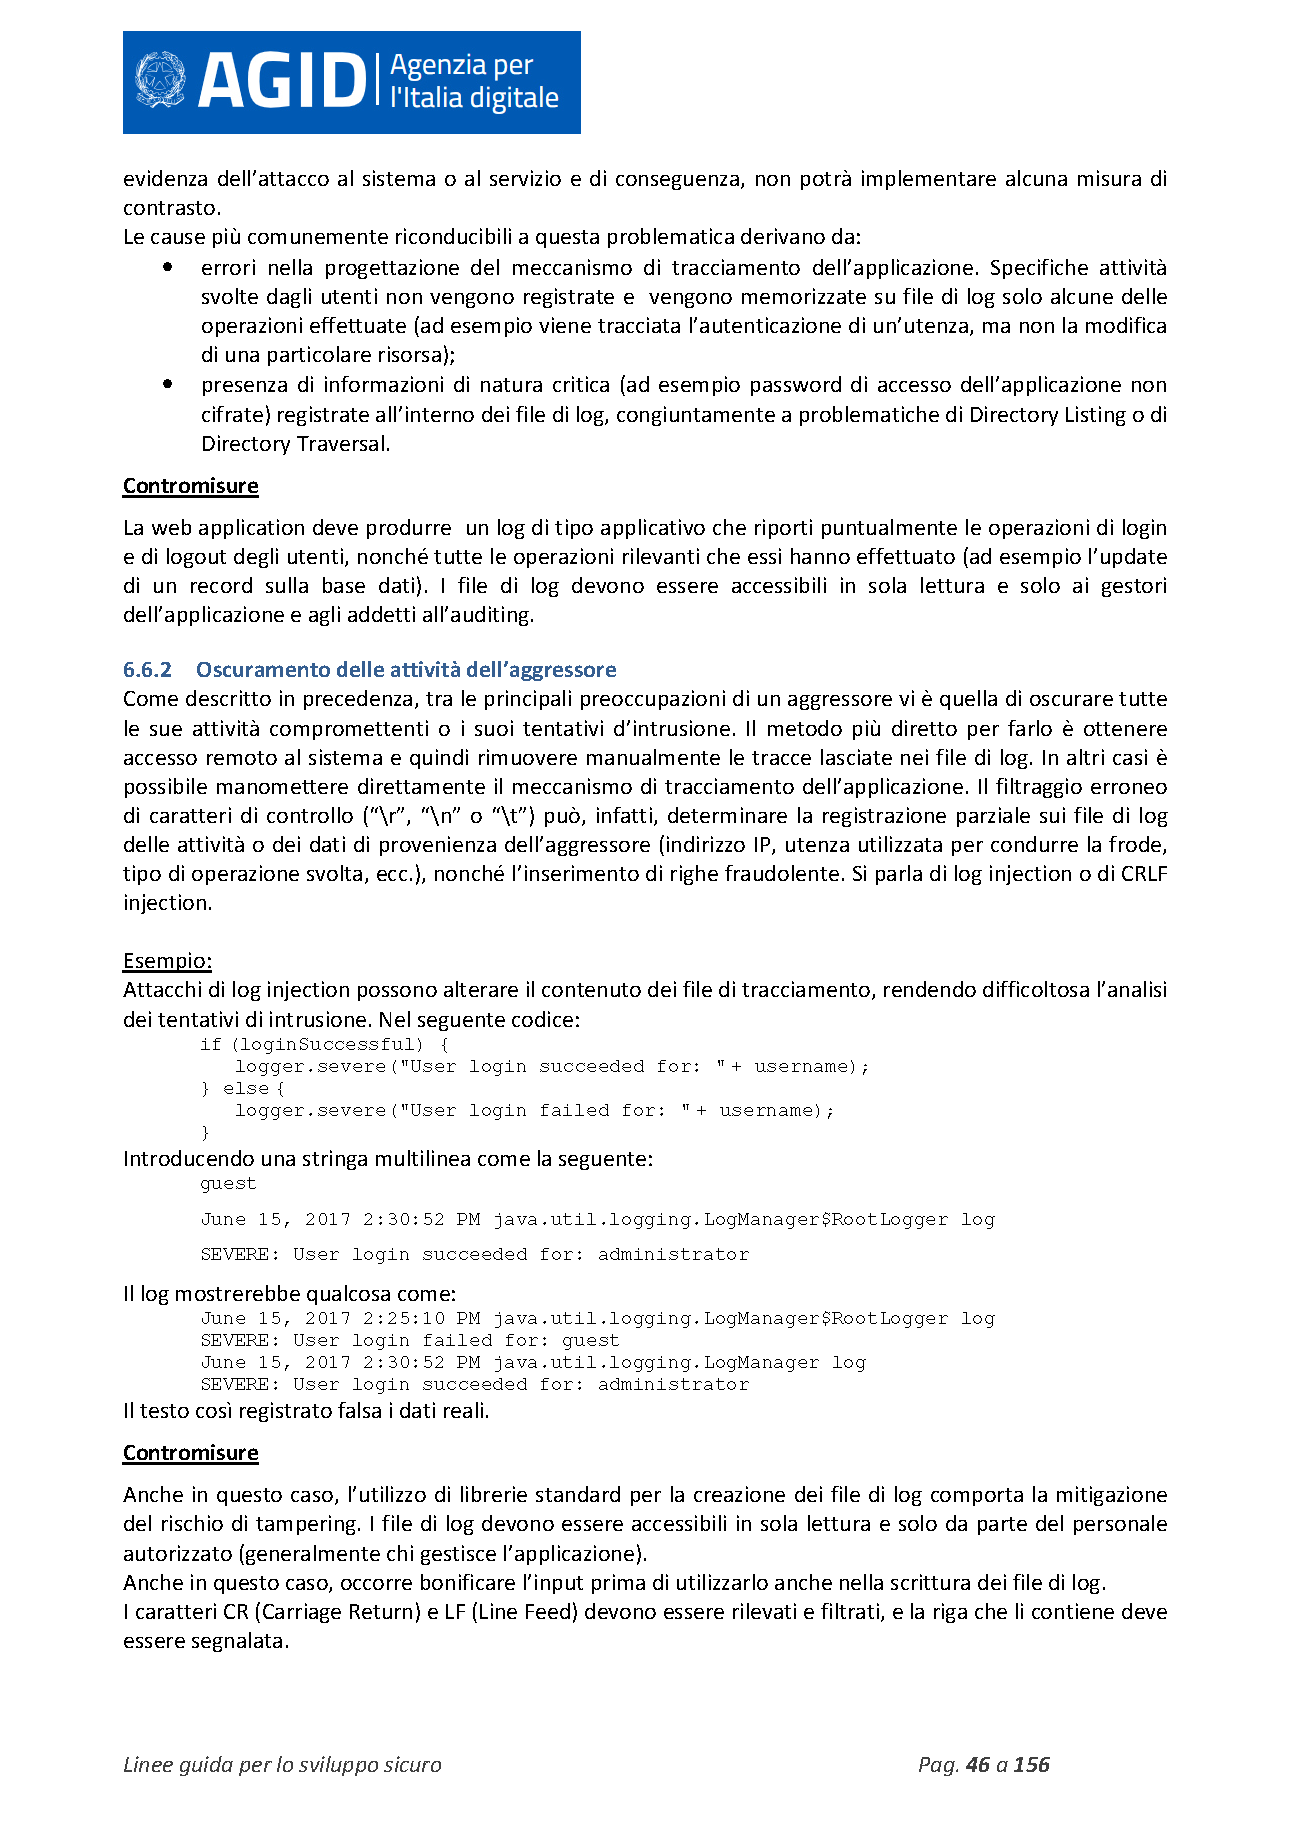 AGID Agenzia per
l'Italia digitale
evidenza dell’attacco al sistema o al servizio e di conseguenza, non potrà implementare alcuna misura di
contrasto.
Le cause più comunemente riconducibili a questa problematica derivano da:
• errori nella progettazione del meccanismo di tracciamento dell’applicazione. Specifiche attività
svolte dagli utenti non vengono registrate e vengono memorizzate su file di log solo alcune delle
operazioni effettuate (ad esempio viene tracciata l’autenticazione di un’utenza, ma non la modifica
di una particolare risorsa);
• presenza di informazioni di natura critica (ad esempio password di accesso dell’applicazione non
cifrate) registrate all’interno dei file di log, congiuntamente a problematiche di Directory Listing o di
Directory Traversal.
Contromisure
La web application deve produrre un log di tipo applicativo che riporti puntualmente le operazioni di login
e di logout degli utenti, nonché tutte le operazioni rilevanti che essi hanno effettuato (ad esempio l’update
di un record sulla base dati). I file di log devono essere accessibili in sola lettura e solo ai gestori
dell’applicazione e agli addetti all’auditing.
6.6.2 Oscuramento delle attività dell’aggressore
Come descritto in precedenza, tra le principali preoccupazioni di un aggressore vi è quella di oscurare tutte
le sue attività compromettenti o i suoi tentativi d’intrusione. Il metodo più diretto per farlo è ottenere
accesso remoto al sistema e quindi rimuovere manualmente le tracce lasciate nei file di log. In altri casi è
possibile manomettere direttamente il meccanismo di tracciamento dell’applicazione. Il filtraggio erroneo
di caratteri di controllo (“\r”, “\n” o “\t”) può, infatti, determinare la registrazione parziale sui file di log
delle attività o dei dati di provenienza dell’aggressore (indirizzo IP, utenza utilizzata per condurre la frode,
tipo di operazione svolta, ecc.), nonché l’inserimento di righe fraudolente. Si parla di log injection o di CRLF
injection.
Esempio:
Attacchi di log injection possono alterare il contenuto dei file di tracciamento, rendendo difficoltosa l’analisi
dei tentativi di intrusione. Nel seguente codice:
if (loginSuccessful) {
logger.severe("User login succeeded for: " + username);
} else {
logger.severe("User login failed for: " + username);
}
Introducendo una stringa multilinea come la seguente:
guest
June 15, 2017 2:30:52 PM java.util.logging.LogManager$RootLogger log
SEVERE: User login succeeded for: administrator
Il log mostrerebbe qualcosa come:
June 15, 2017 2:25:10 PM java.util.logging.LogManager$RootLogger log
SEVERE: User login failed for: guest
June 15, 2017 2:30:52 PM java.util.logging.LogManager log
SEVERE: User login succeeded for: administrator
Il testo così registrato falsa i dati reali.
Contromisure
Anche in questo caso, l’utilizzo di librerie standard per la creazione dei file di log comporta la mitigazione
del rischio di tampering. I file di log devono essere accessibili in sola lettura e solo da parte del personale
autorizzato (generalmente chi gestisce l’applicazione).
Anche in questo caso, occorre bonificare l’input prima di utilizzarlo anche nella scrittura dei file di log.
I caratteri CR (Carriage Return) e LF (Line Feed) devono essere rilevati e filtrati, e la riga che li contiene deve
essere segnalata.
Linee guida per lo sviluppo sicuro Pag. 46 a 156